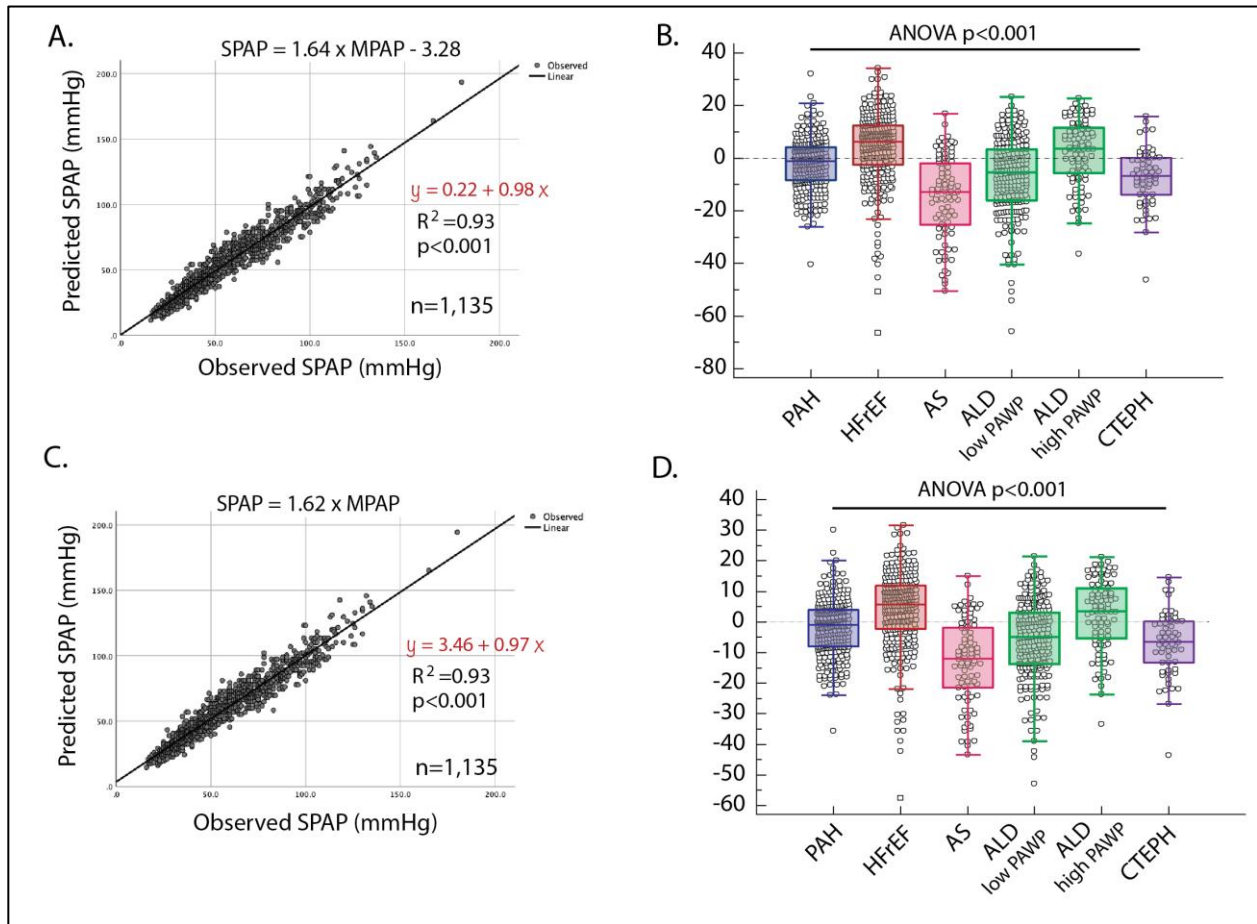 A.
SPAP = 1.64 x MPAP - 3.28
Observed
Linear
Predicted SPAP (mmHg)
200.0
150.0
100.0
50.0
.0
y = 0.22 + 0.98 x
R²=0.93
p<0.001
n=1,135
.0 50.0 100.0 150.0 200.0
Observed SPAP (mmHg)
B.
ANOVA p<0.001
40
20
0
-20
-40
-60
-80
PAH
HFrEF
AS
ALD
low PAWP
ALD
high PAWP
CTEPH
C.
SPAP = 1.62 x MPAP
Observed
Linear
Predicted SPAP (mmHg)
200.0
150.0
100.0
50.0
.0
y = 3.46 + 0.97 x
R²=0.93
p<0.001
n=1,135
.0 50.0 100.0 150.0 200.0
Observed SPAP (mmHg)
D.
ANOVA p<0.001
40
30
20
10
0
-10
-20
-30
-40
-50
-60
PAH
HFrEF
AS
ALD
low PAWP
ALD
high PAWP
CTEPH